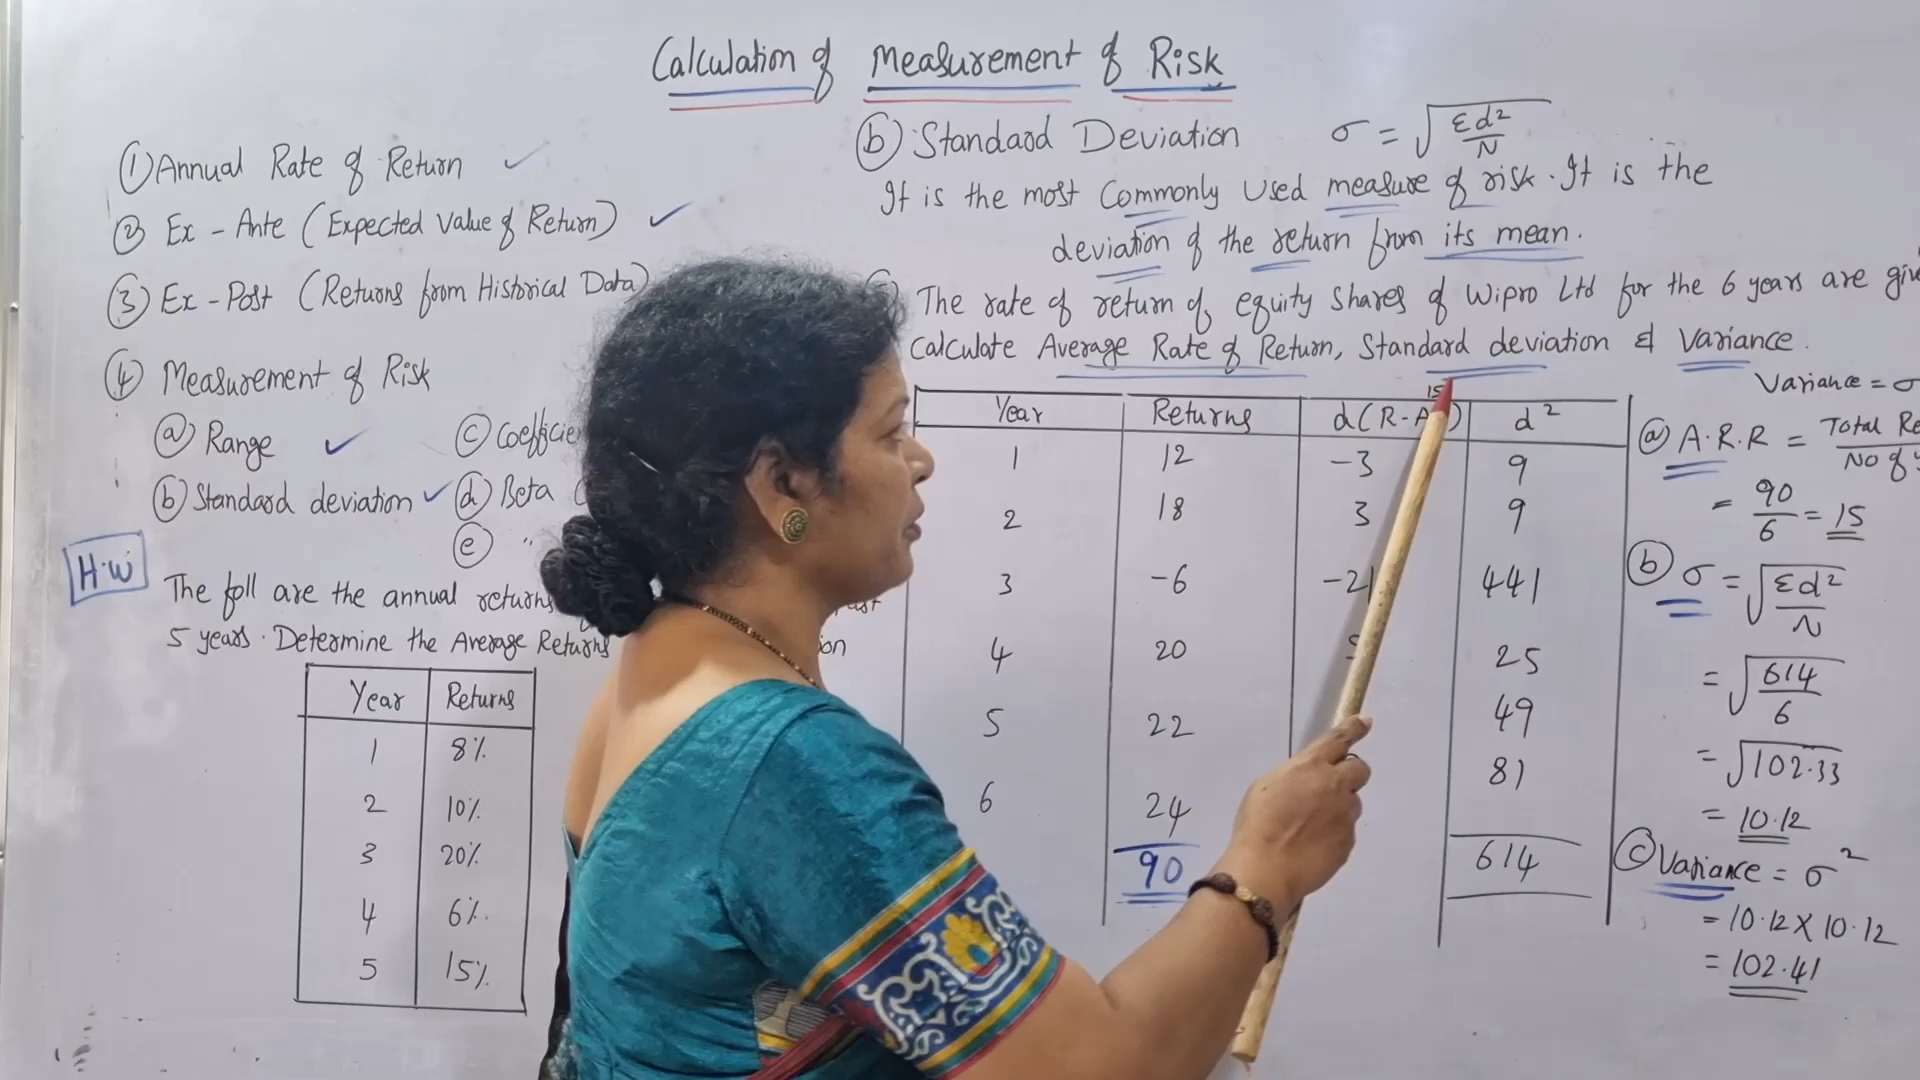 Calculation of Measurement of Risk
① Annual Rate of Return ✓
② Ex - Ante (Expected Value of Return) ✓
③ Ex - Post (Returns from Historical Data)
④ Measurement of Risk
ⓐ Range ✓
ⓒ
ⓑ Standard deviation ✓
ⓓ Beta
ⓔ "
H.W
The foll are the annual returns
5 years. Determine the Average Returns
Year Returns
1 8%
2 10%
3 20%
4 6%
5 15%
ⓑ Standard Deviation σ = √Σd²/N
It is the most Commonly Used measure of risk. It is the
deviation of the return from its mean.
The rate of return of equity shares of Wipro Ltd for the 6 years are
Calculate Average Rate of Return, Standard deviation & Variance.
Year Returns d(R-A d²
1 12 -3 9
2 18 3 9
3 -6 -21 441
4 20 25
5 22 49
6 24 81
90 614
Variance = σ
ⓐ A.R.R = Total / No of
= 90/6 = 15
ⓑ σ = √Σd²/N
= √614/6
= √102.33
= 10.12
ⓒ Variance = σ²
= 10.12 X 10.12
= 102.41